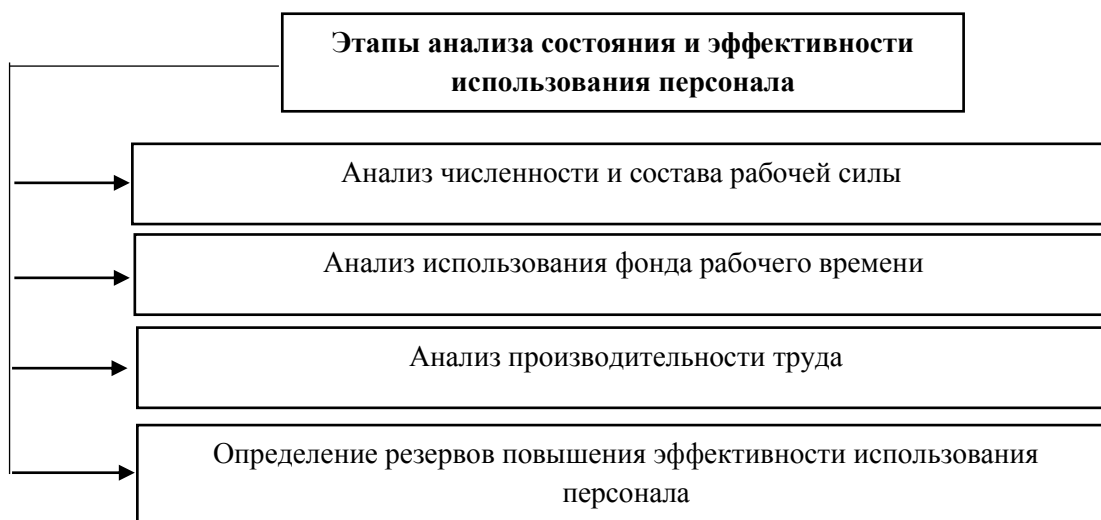 Этапы анализа состояния и эффективности
использования персонала
Анализ численности и состава рабочей силы
Анализ использования фонда рабочего времени
Анализ производительности труда
Определение резервов повышения эффективности использования
персонала